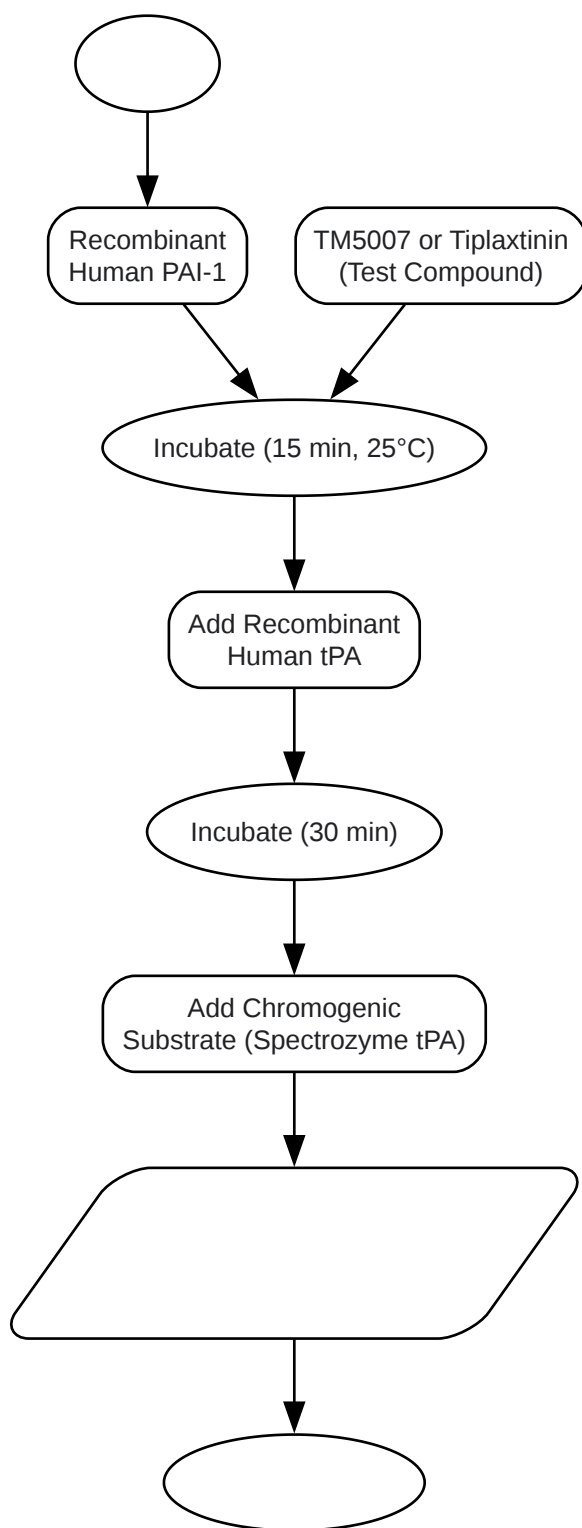 Recombinant
Human PAI-1
TM5007 or Tiplaxtinin
(Test Compound)
Incubate (15 min, 25°C)
Add Recombinant
Human tPA
Incubate (30 min)
Add Chromogenic
Substrate (Spectrozyme tPA)